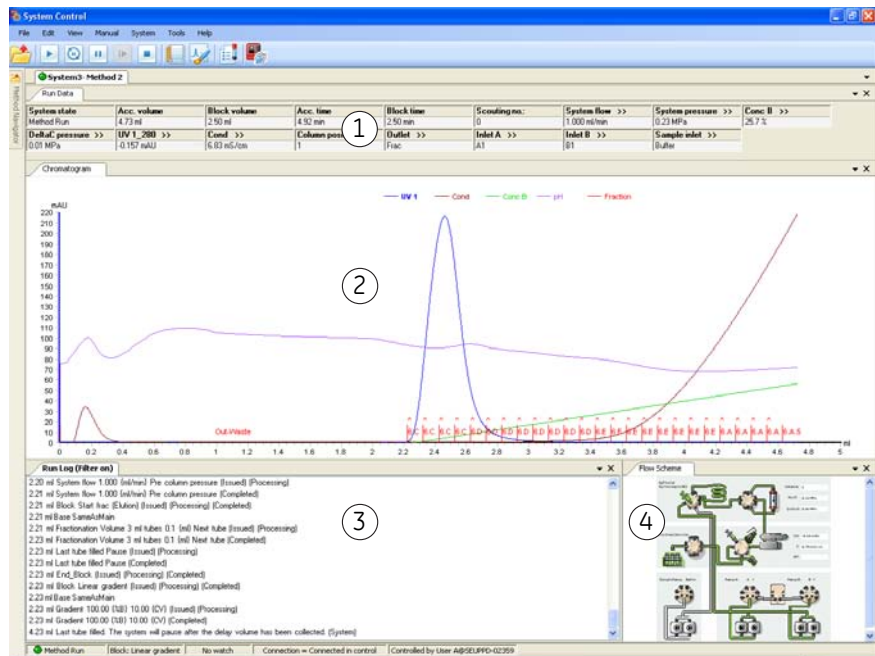 System Control
File Edit View Manual System Tools Help
System3- Method 2
Method Navigator
Run Data
System state Acc. volume Block volume Acc. time Block time Scouting no.: System flow >> System pressure >> Conc B >>
Method Run 4.73 ml 2.50 ml 4.92 min 2.50 min 0 1.000 ml/min 0.23 MPa 25.7 %
DeltaC pressure >> UV 1_280 >> Cond >> Column pos Outlet >> Inlet A >> Inlet B >> Sample inlet >>
0.01 MPa -0.157 mAU 6.83 mS/cm 1 Frac A1 B1 Buffer
1
Chromatogram
UV 1 Cond Conc B pH Fraction
mAU
220
210
200
190
180
170
160
150
140
130
120
110
100
90
80
70
60
50
40
30
20
10
0
2
Out-Waste
0 0.2 0.4 0.6 0.8 1 1.2 1.4 1.6 1.8 2 2.2 2.4 2.6 2.8 3 3.2 3.4 3.6 3.8 4 4.2 4.4 4.6 4.8 5 ml
Run Log (Filter on)
2.20 ml System flow 1.000 {ml/min} Pre column pressure (Issued) (Processing)
2.21 ml System flow 1.000 {ml/min} Pre column pressure (Completed)
2.21 ml Block Start frac (Elution) (Issued) (Processing) (Completed)
2.21 ml Base SameAsMain
2.21 ml Fractionation Volume 3 ml tubes 0.1 {ml} Next tube (Issued) (Processing)
2.23 ml Fractionation Volume 3 ml tubes 0.1 {ml} Next tube (Completed)
2.23 ml Last tube filled Pause (Issued) (Processing)
2.23 ml Last tube filled Pause (Completed)
2.23 ml End_Block (Issued) (Processing) (Completed)
2.23 ml Block Linear gradient (Issued) (Processing) (Completed)
2.23 ml Base SameAsMain
2.23 ml Gradient 100.00 {%B} 10.00 {CV} (Issued) (Processing)
2.23 ml Gradient 100.00 {%B} 10.00 {CV} (Completed)
4.23 ml Last tube filled. The system will pause after the delay volume has been collected. (System)
3
Flow Scheme
4
Method Run Block: Linear gradient No watch Connection = Connected in control Controlled by User A@SEUPPD-02359